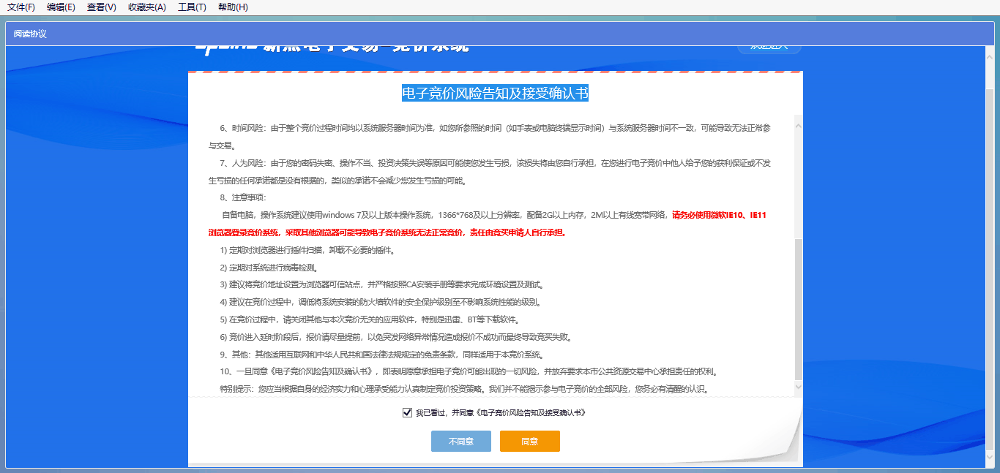 文件(F) 编辑(E) 查看(V) 收藏夹(A) 工具(T) 帮助(H)
阅读协议
电子竞价风险告知及接受确认书
6、时间风险：由于整个竞价过程时间均以系统服务器时间为准，如您所参照的时间（如手表或电脑终端显示时间）与系统服务器时间不一致，可能导致无法正常参
与交易。
7、人为风险：由于您的密码失密、操作不当、投资决策失误等原因可能使您发生亏损，该损失将由您自行承担，在您进行电子竞价中他人给予您的获利保证或不发
生亏损的任何承诺都是没有根据的，类似的承诺不会减少您发生亏损的可能。
8、注意事项：
自备电脑，操作系统建议使用windows 7及以上版本操作系统，1366*768及以上分辨率，配备2G以上内存，2M以上有线宽带网络，请务必使用微软IE10、IE11
浏览器登录竞价系统，采取其他浏览器可能导致电子竞价系统无法正常竞价，责任由竞买申请人自行承担。
1) 定期对浏览器进行插件扫描，卸载不必要的插件。
2) 定期对系统进行病毒检测。
3) 建议将竞价地址设置为浏览器可信站点，并严格按照CA安装手册等要求完成环境设置及测试。
4) 建议在竞价过程中，调低将系统安装的防火墙软件的安全保护级别至不影响系统性能的级别。
5) 在竞价过程中，请关闭其他与本次竞价无关的应用软件，特别是迅雷、BT等下载软件。
6) 竞价进入延时阶段后，报价请尽量提前，以免突发网络异常情况造成报价不成功而最终导致竞买失败。
9、其他：其他适用互联网和中华人民共和国法律法规规定的免责条款，同样适用于本竞价系统。
10、一旦同意《电子竞价风险告知及确认书》，即表明愿意承担电子竞价可能出现的一切风险，并放弃要求本市公共资源交易中心承担责任的权利。
特别提示：您应当根据自身的经济实力和心理承受能力认真制定竞价投资策略。我们并不能揭示参与电子竞价的全部风险，您务必有清醒的认识。
我已看过，并同意《电子竞价风险告知及接受确认书》
不同意 同意